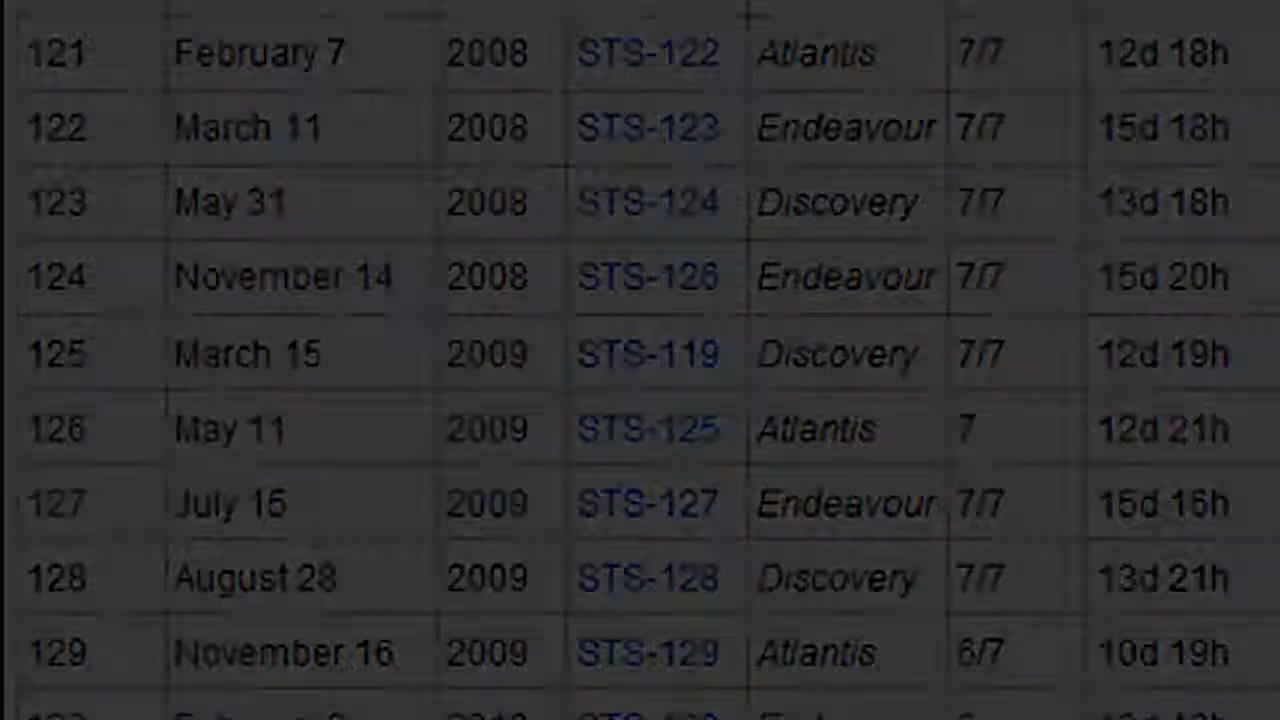 121 February 7 2008 STS-122 Atlantis 7/7 12d 18h
122 March 11 2008 STS-123 Endeavour 7/7 15d 18h
123 May 31 2008 STS-124 Discovery 7/7 13d 18h
124 November 14 2008 STS-126 Endeavour 7/7 15d 20h
125 March 15 2009 STS-119 Discovery 7/7 12d 19h
126 May 11 2009 STS-125 Atlantis 7 12d 21h
127 July 15 2009 STS-127 Endeavour 7/7 15d 16h
128 August 28 2009 STS-128 Discovery 7/7 13d 21h
129 November 16 2009 STS-129 Atlantis 6/7 10d 19h